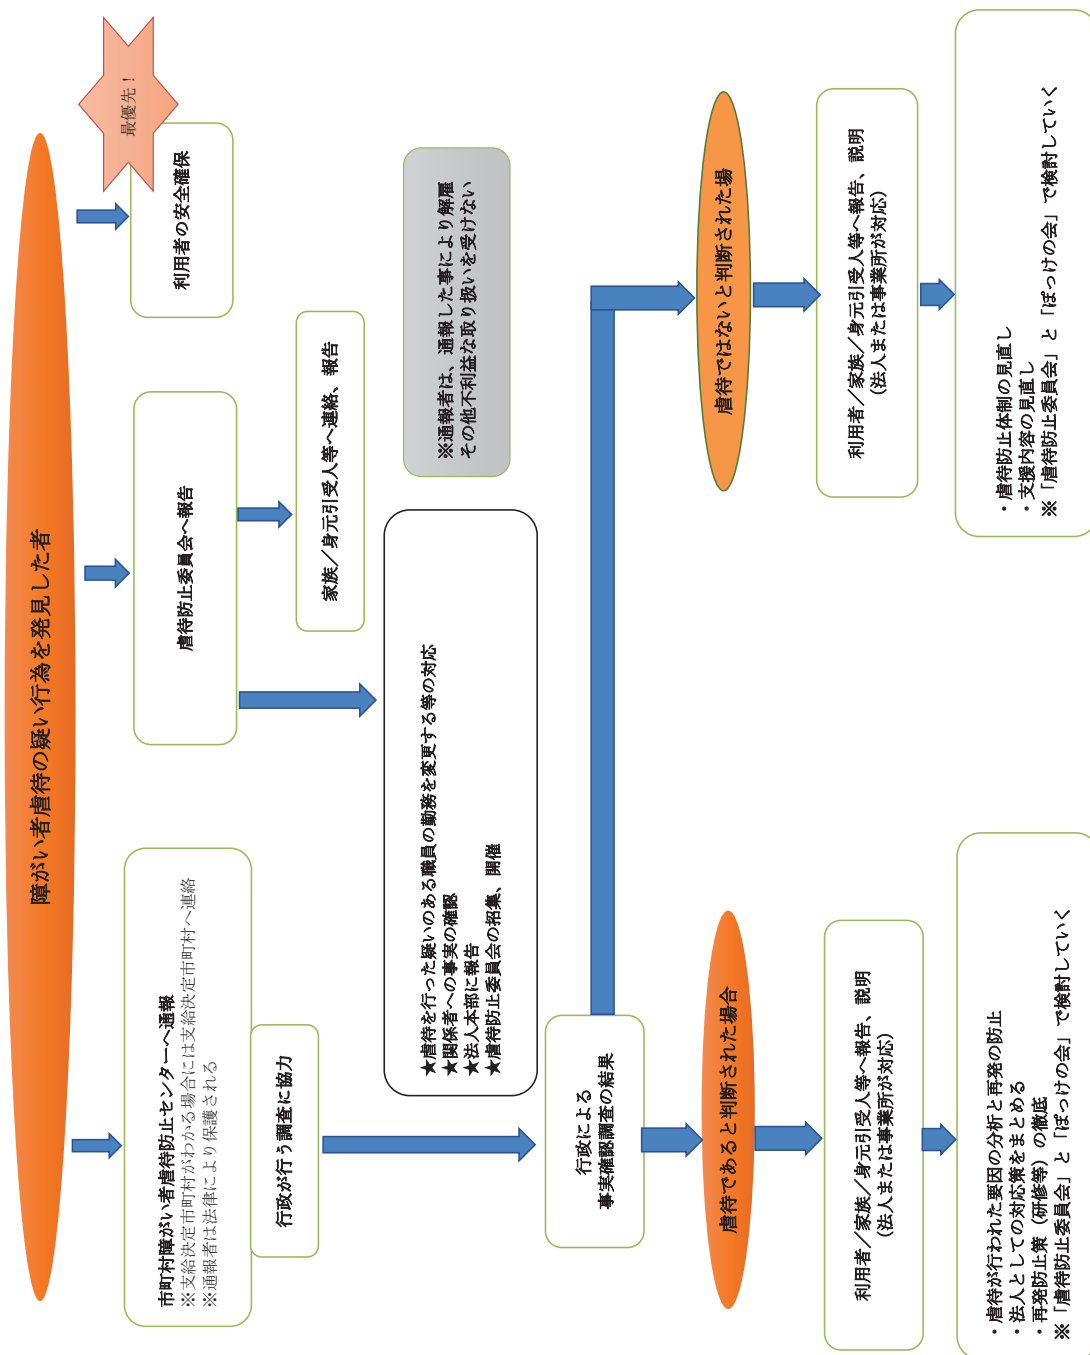 障がい者虐待の疑い行為を発見した者
市町村障がい者虐待防止センターへ通報
※支給決定市町村がわかる場合には支給決定市町村へ連絡
※通報者は法律により保護される
行政が行う調査に協力
虐待防止委員会へ報告
家族／身元引受人等へ連絡、報告
最優先！
利用者の安全確保
★虐待を行った疑いのある職員の勤務を変更する等の対応
★関係者への事実の確認
★法人本部に報告
★虐待防止委員会の招集、開催
※通報者は、通報した事により解雇
その他不利益な取り扱いを受けない
行政による
事実確認調査の結果
虐待であると判断された場合
利用者／家族／身元引受人等へ報告、説明
（法人または事業所が対応）
・虐待が行われた要因の分析と再発の防止
・法人としての対応策をまとめる
・再発防止策（研修等）の徹底
※「虐待防止委員会」と「ぽっけの会」で検討していく
虐待ではないと判断された場
利用者／家族／身元引受人等へ報告、説明
（法人または事業所が対応）
・虐待防止体制の見直し
・支援内容の見直し
※「虐待防止委員会」と「ぽっけの会」で検討していく